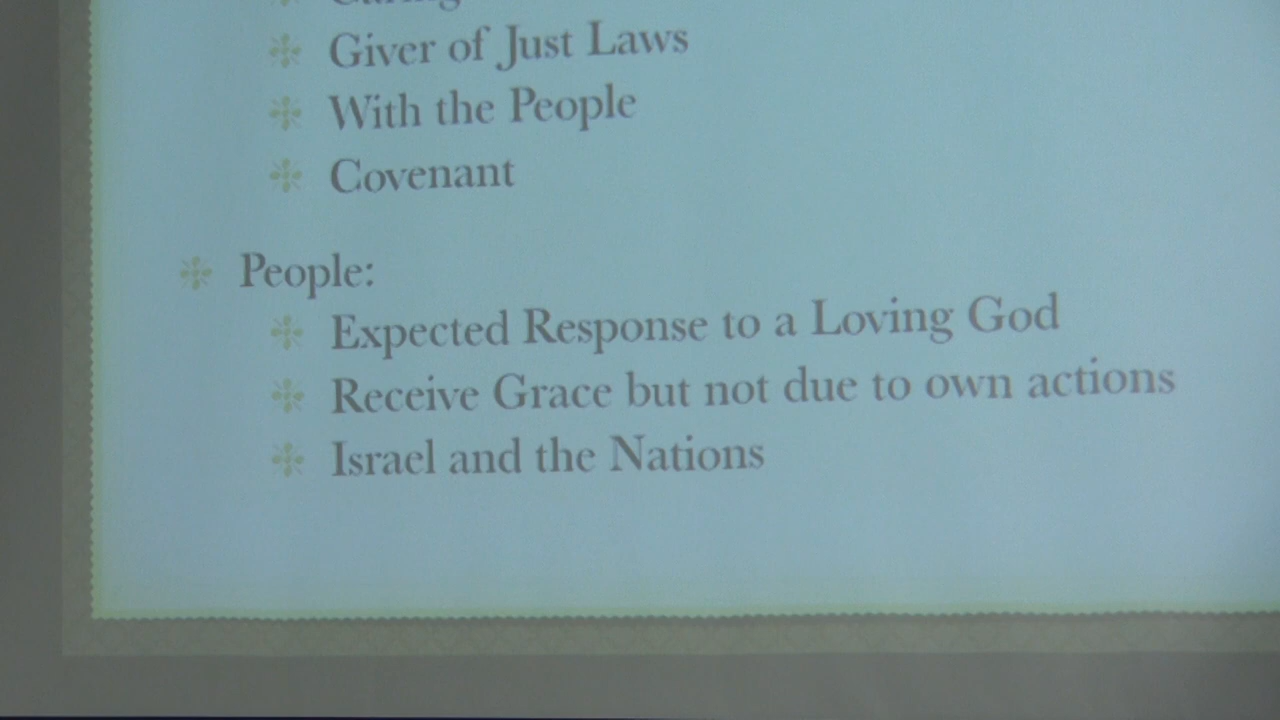 Giver of Just Laws
With the People
Covenant
People:
Expected Response to a Loving God
Receive Grace but not due to own actions
Israel and the Nations